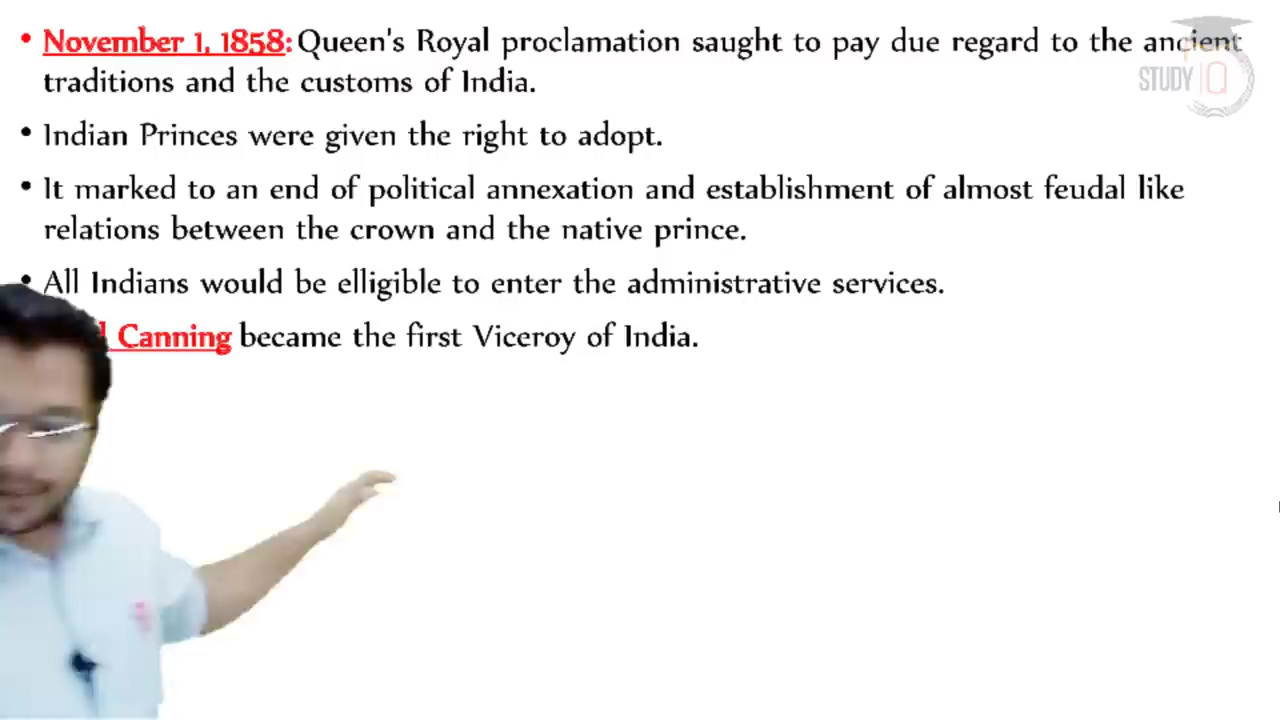 • November 1, 1858: Queen's Royal proclamation saught to pay due regard to the ancient
traditions and the customs of India.
• Indian Princes were given the right to adopt.
• It marked to an end of political annexation and establishment of almost feudal like
relations between the crown and the native prince.
• All Indians would be elligible to enter the administrative services.
Canning became the first Viceroy of India.
STUDY IQ